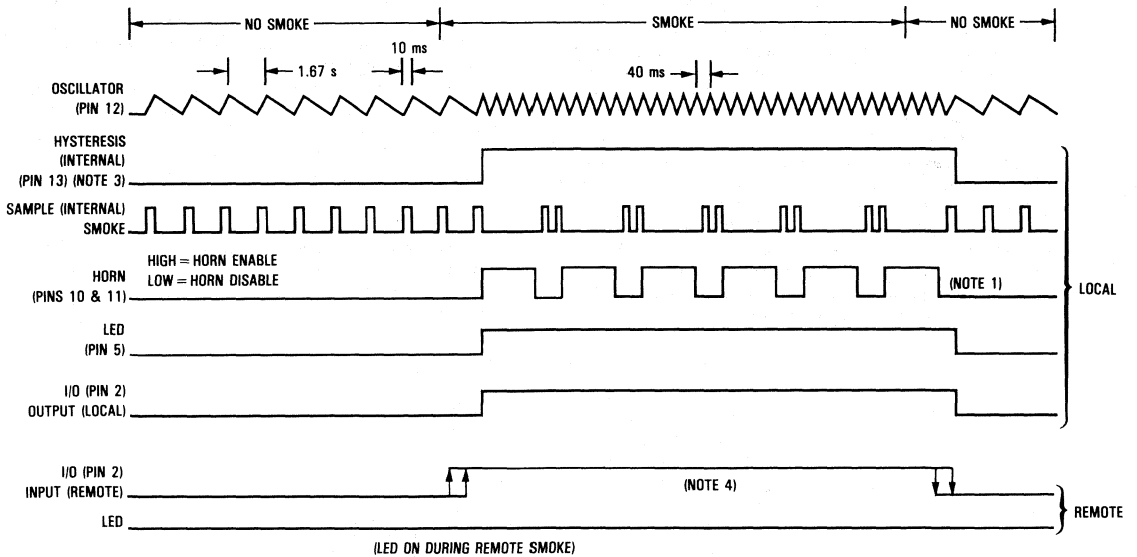 NO SMOKE
SMOKE
NO SMOKE
10 ms
1.67 s
40 ms
OSCILLATOR
(PIN 12)
HYSTERESIS
(INTERNAL)
(PIN 13) (NOTE 3)
SAMPLE (INTERNAL)
SMOKE
HIGH = HORN ENABLE
LOW = HORN DISABLE
HORN
(PINS 10 & 11)
(NOTE 1)
LOCAL
LED
(PIN 5)
I/O (PIN 2)
OUTPUT (LOCAL)
I/O (PIN 2)
INPUT (REMOTE)
(NOTE 4)
REMOTE
LED
(LED ON DURING REMOTE SMOKE)